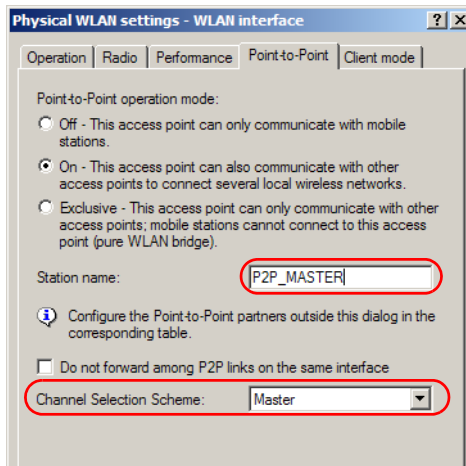 Physical WLAN settings - WLAN interface
Operation Radio Performance Point-to-Point Client mode
Point-to-Point operation mode:
Off - This access point can only communicate with mobile
stations.
On - This access point can also communicate with other
access points to connect several local wireless networks.
Exclusive - This access point can only communicate with other
access points; mobile stations cannot connect to this access
point (pure WLAN bridge).
Station name: P2P_MASTER
Configure the Point-to-Point partners outside this dialog in the
corresponding table.
Do not forward among P2P links on the same interface
Channel Selection Scheme: Master